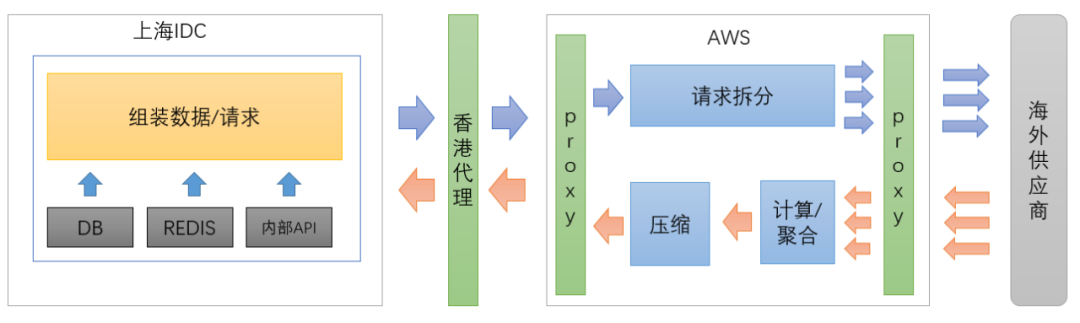 上海IDC
组装数据/请求
DB
REDIS
内部API
香港代理
AWS
proxy
请求拆分
压缩
计算/
聚合
proxy
海外供应商